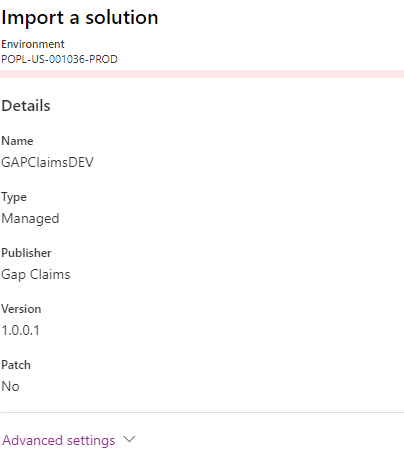 Import a solution
Environment
POPL-US-001036-PROD
Details
Name
GAPClaimsDEV
Type
Managed
Publisher
Gap Claims
Version
1.0.0.1
Patch
No
Advanced settings